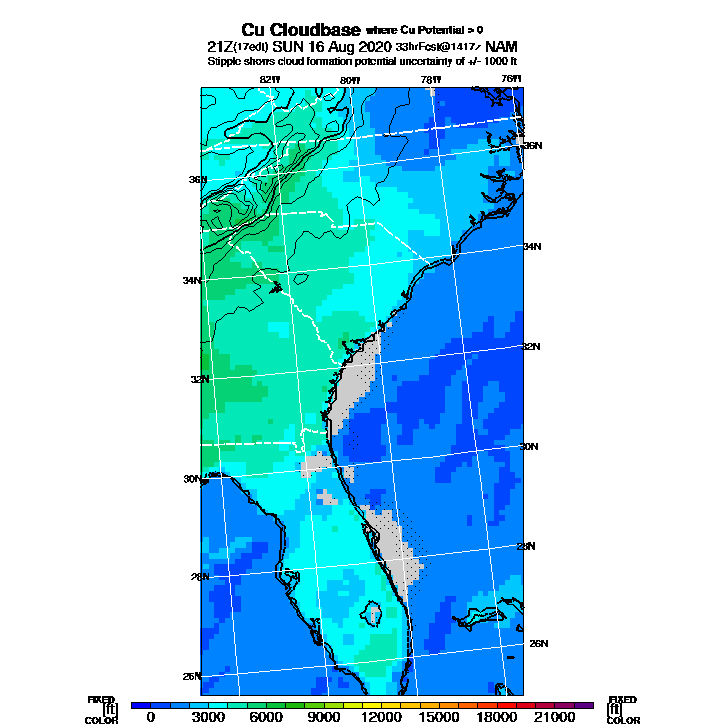 Cu Cloudbase where Cu Potential > 0
21Z(17edt) SUN 16 Aug 2020 33hrFcst@1417z NAM
Stipple shows cloud formation potential uncertainty of +/- 1000 ft
82W 80W 78W 76W
36N
36N
34N
34N
32N
32N
30N
30N
28N
28N
26N
26N
FIXED [ft] COLOR
0 3000 6000 9000 12000 15000 18000 21000
FIXED [ft] COLOR